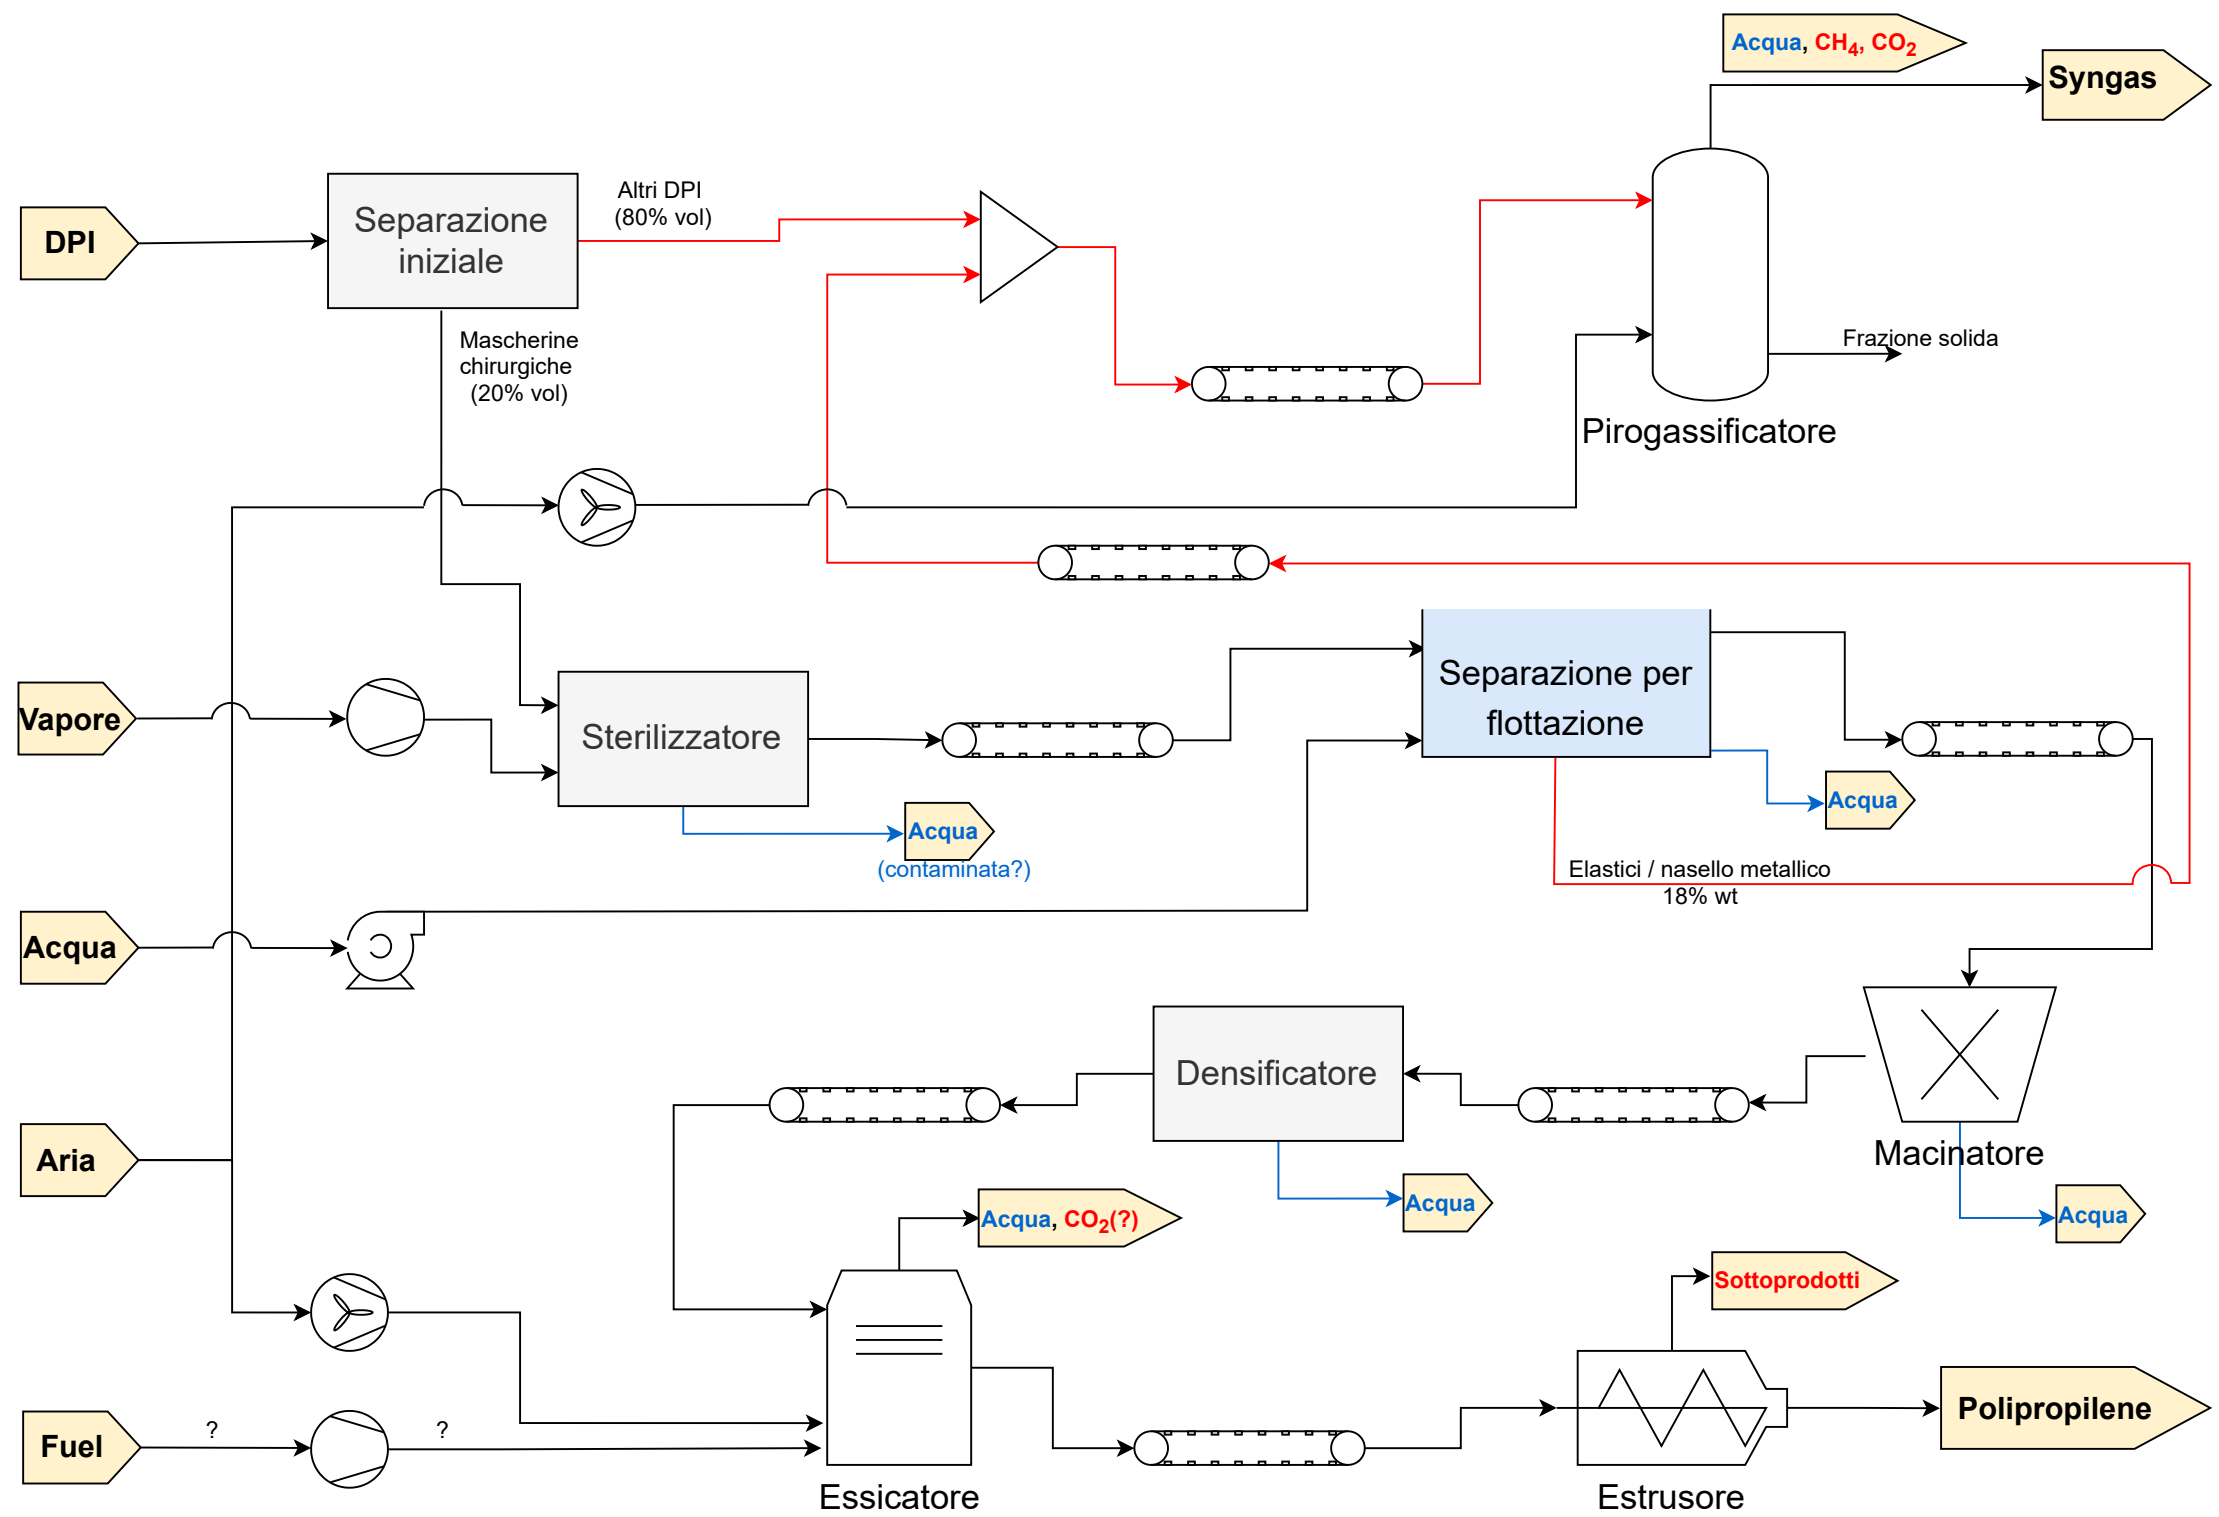 Acqua, CH4, CO2
Syngas
Altri DPI
(80% vol)
Separazione
iniziale
DPI
Mascherine
chirurgiche
(20% vol)
Frazione solida
Pirogassificatore
Separazione per
flottazione
Vapore
Sterilizzatore
Acqua
Acqua
(contaminata?)
Elastici / nasello metallico
18% wt
Acqua
Densificatore
Macinatore
Aria
Acqua
Acqua
Acqua, CO2(?)
Sottoprodotti
Polipropilene
?
?
Fuel
Essicatore
Estrusore